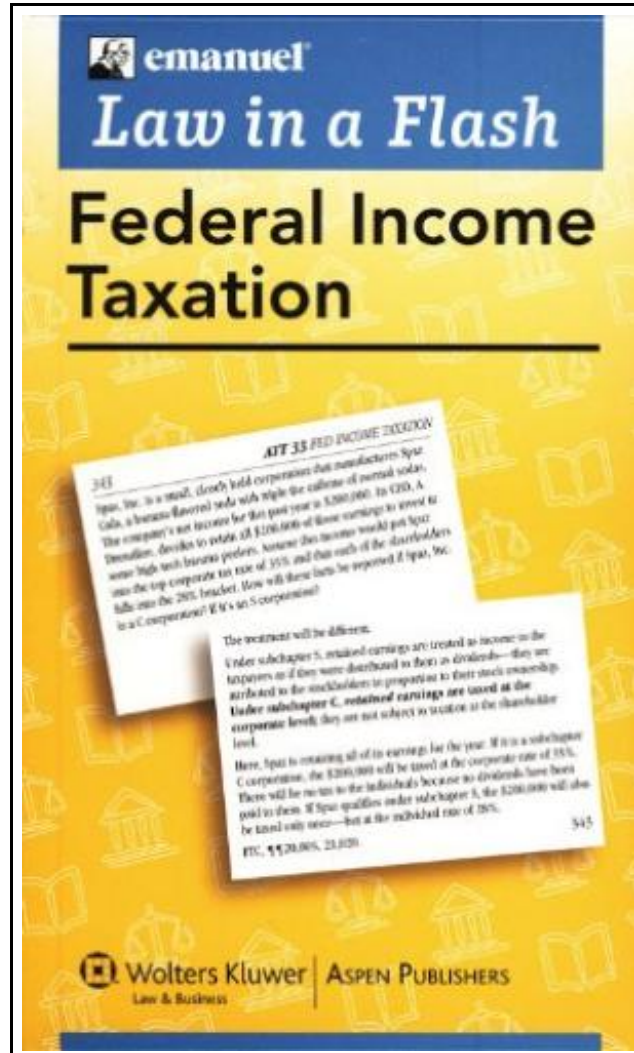 emanuel®
Law in a Flash
Federal Income
Taxation
343 ATT 33 FED INCOME TAXATION
Spaz, Inc. is a small, closely held corporation that manufactures Spaz
Cola, a banana-flavored soda with triple the caffeine of normal sodas.
The company's net income for this past year is $200,000. Its CEO, A
decides to retain all $200,000 of those earnings to invest in
some high tech banana peelers. Assume this income would put Spaz
into the top corporate tax rate of 35% and that each of the shareholders
falls into the 28% bracket. How will these facts be reported if Spaz, Inc.
is a C corporation? If it's an S corporation?
The treatment will be different.
Under subchapter S, retained earnings are treated as income to the
taxpayers as if they were distributed to them as dividends—they are
attributed to the stockholders in proportion to their stock ownership.
Under subchapter C, retained earnings are taxed at the
corporate level; they are not subject to taxation at the shareholder
level.
Here, Spaz is retaining all of its earnings for the year. If it is a subchapter
C corporation, the $200,000 will be taxed at the corporate rate of 35%.
There will be no tax to the individuals because no dividends have been
paid to them. If Spaz qualifies under subchapter S, the $200,000 will also
be taxed only once—but at the individual rate of 28%.
343
ETC, ¶¶20,005, 21,020.
Wolters Kluwer
Law & Business
ASPEN PUBLISHERS